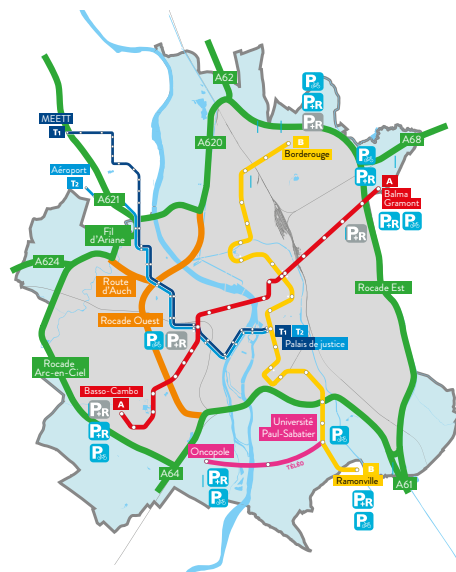 A62
P
P+R
P+R
MEETT
T1
A620
A68
B
Borderouge
P
P+R
Aéroport
T2
A
Balma
Gramont
A621
P+R
P
P+R
Fil
d'Ariane
A624
Route
d'Auch
Rocade Est
Rocade Ouest
P
P+R
T1
T2
Palais de justice
Rocade
Arc-en-Ciel
Basso-Cambo
A
P+R
P+R
P
Université
Paul-Sabatier
P
Oncopole
TÉLÉO
A64
P+R
P
B
Ramonville
A61
P+R
P